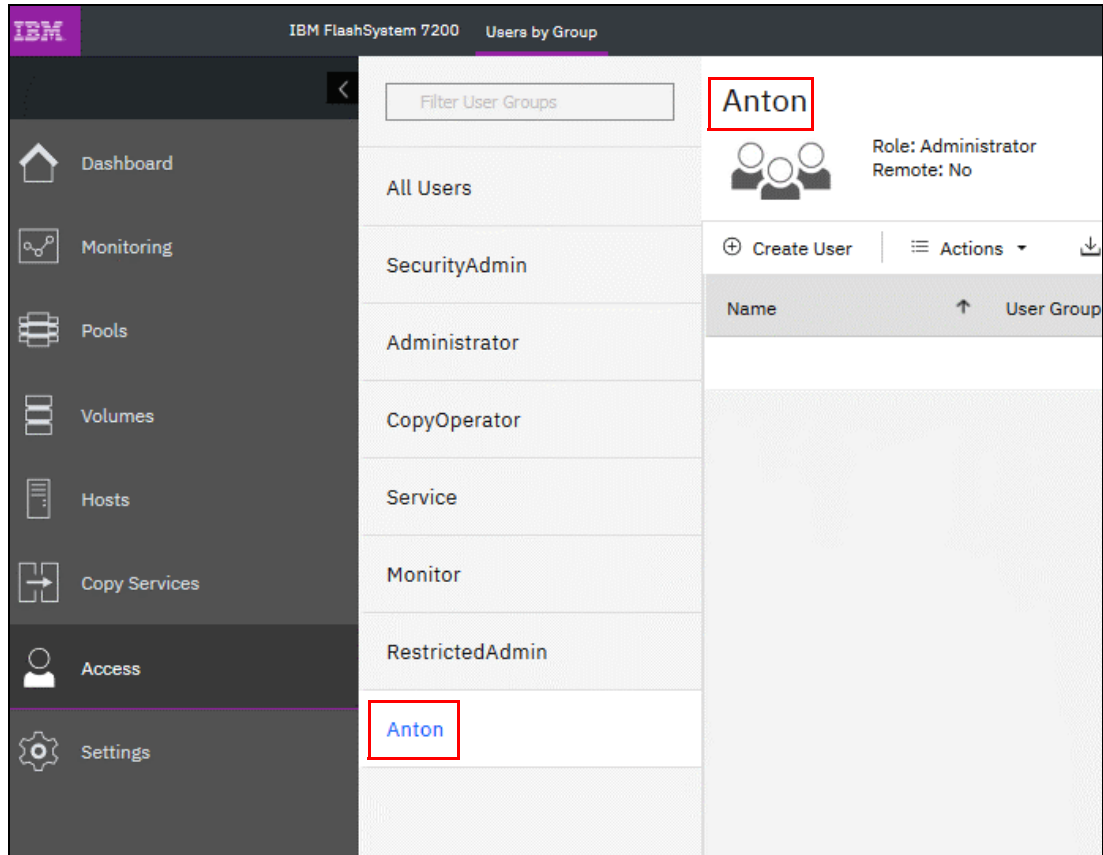 IBM
IBM FlashSystem 7200 Users by Group
Dashboard
Monitoring
Pools
Volumes
Hosts
Copy Services
Access
Settings
Filter User Groups
All Users
SecurityAdmin
Administrator
CopyOperator
Service
Monitor
RestrictedAdmin
Anton
Anton
Role: Administrator
Remote: No
Create User Actions
Name User Group